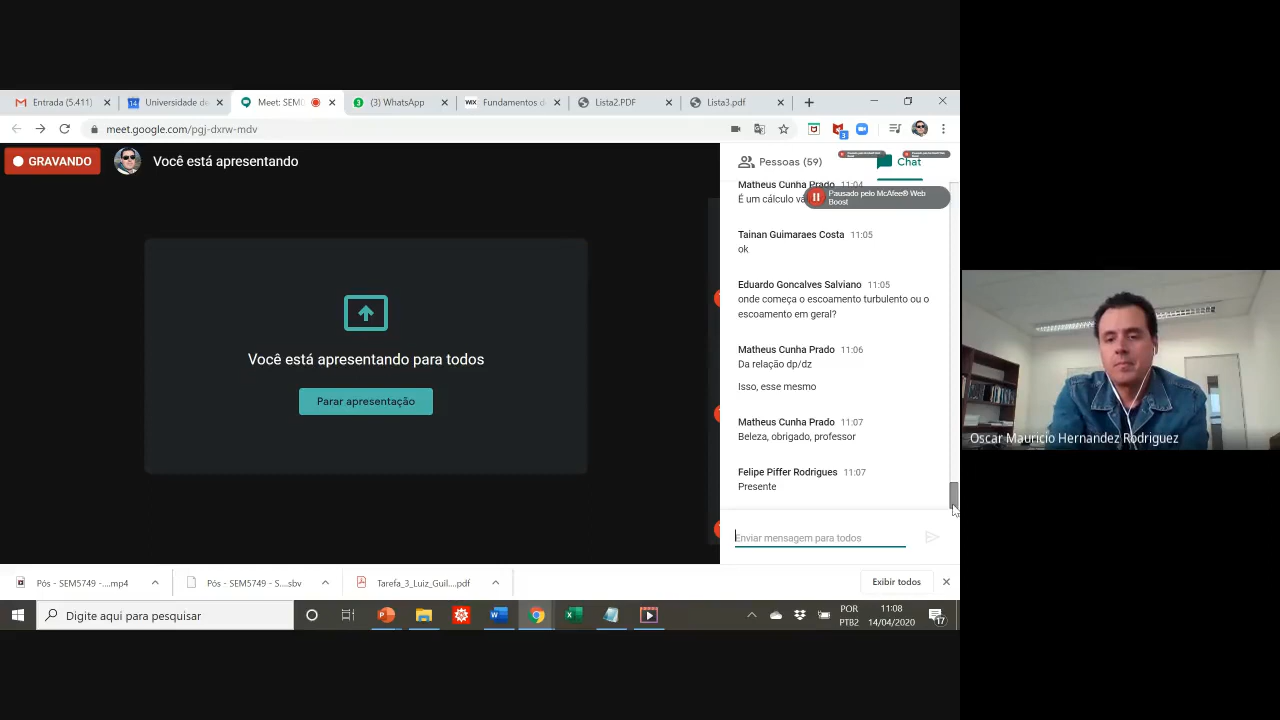 Entrada (5.411)
Universidade de
Meet: SEM
(3) WhatsApp
WIX
Fundamentos d
Lista2.PDF
Lista3.pdf
meet.google.com/pgj-dxrw-mdv
GRAVANDO
Você está apresentando
Pessoas (59)
Chat
Matheus Cunha Prado 11:04
É um cálculo
Pausado pelo McAfee® Web
Boost
Tainan Guimaraes Costa 11:05
ok
Eduardo Goncalves Salviano 11:05
onde começa o escoamento turbulento ou o
escoamento em geral?
Matheus Cunha Prado 11:06
Da relação dp/dz
Isso, esse mesmo
Matheus Cunha Prado 11:07
Beleza, obrigado, professor
Felipe Piffer Rodrigues 11:07
Presente
Você está apresentando para todos
Parar apresentação
Enviar mensagem para todos
Oscar Mauricio Hernandez Rodriguez
Pós - SEM5749 -....mp4
Pós - SEM5749 - S....sbv
Tarefa_3_Luiz_Guil....pdf
Exibir todos
Digite aqui para pesquisar
POR
PTB2
11:08
14/04/2020
17